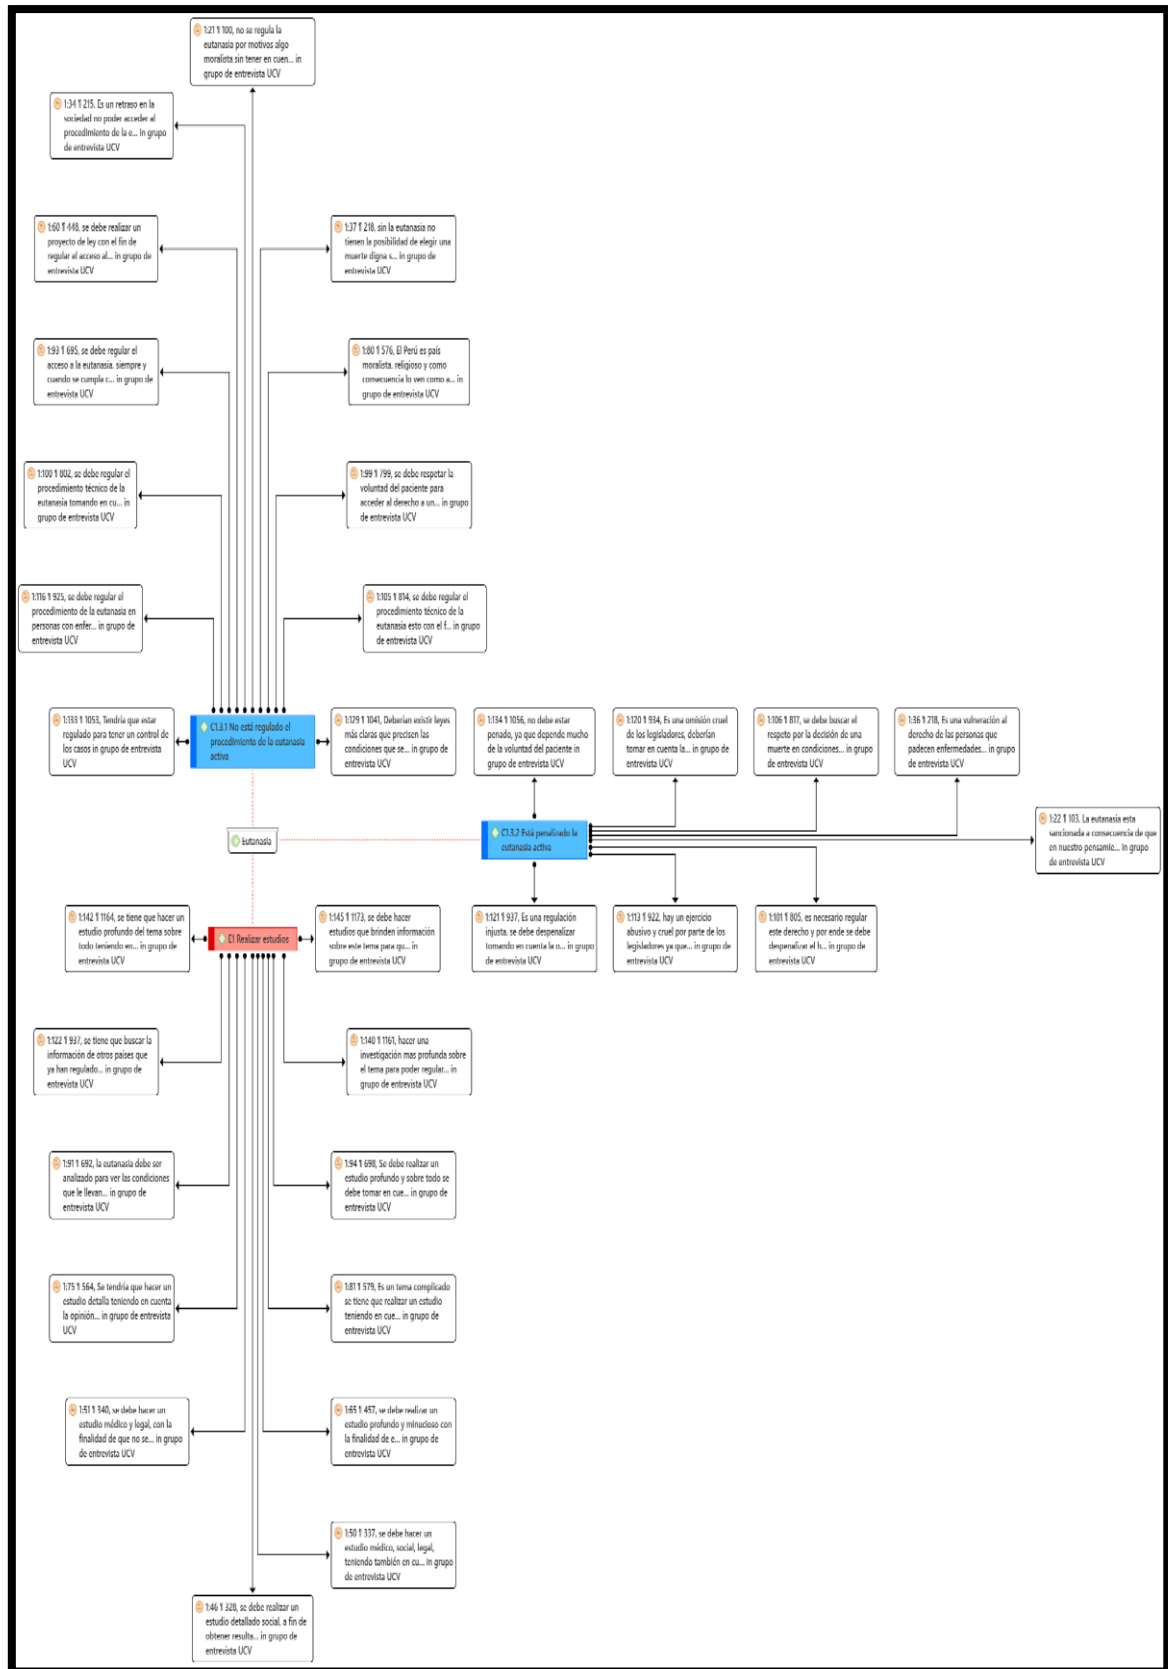 1:21 ¶ 100, no se regula la
eutanasia por motivos algo
moralista sin tener en cuen... in
grupo de entrevista UCV
1:34 ¶ 215. Es un retraso en la
sociedad no poder acceder al
procedimiento de la e... in grupo
de entrevista UCV
1:60 ¶ 448, se debe realizar un
proyecto de ley con el fin de
regular el acceso al... in grupo de
entrevista UCV
1:37 ¶ 218, sin la eutanasia no
tienen la posibilidad de elegir una
muerte digna s... in grupo de
entrevista UCV
1:93 ¶ 695, se debe regular el
acceso a la eutanasia, siempre y
cuando se cumpla c... in grupo de
entrevista UCV
1:80 ¶ 576, El Perú es país
moralista, religioso y como
consecuencia lo ven como a... in
grupo de entrevista UCV
1:100 ¶ 802, se debe regular el
procedimiento técnico de la
eutanasia tomando en cu... in
grupo de entrevista UCV
1:99 ¶ 799, se debe respetar la
voluntad del paciente para
acceder al derecho a un... in grupo
de entrevista UCV
1:116 ¶ 925, se debe regular el
procedimiento de la eutanasia en
personas con enfer... in grupo de
entrevista UCV
1:105 ¶ 814, se debe regular el
procedimiento técnico de la
eutanasia esto con el f... in grupo
de entrevista UCV
1:133 ¶ 1053, Tendría que estar
regulado para tener un control de
los casos in grupo de entrevista
UCV
C1.3.1 No está regulado el
procedimiento de la eutanasia
activa
1:129 ¶ 1041, Deberían existir leyes
más claras que precisen las
condiciones que se... in grupo de
entrevista UCV
1:134 ¶ 1056, no debe estar
penado, ya que depende mucho
de la voluntad del paciente in
grupo de entrevista UCV
1:120 ¶ 934, Es una omisión cruel
de los legisladores, deberían
tomar en cuenta la... in grupo de
entrevista UCV
1:106 ¶ 817, se debe buscar el
respeto por la decisión de una
muerte en condiciones... in grupo
de entrevista UCV
1:36 ¶ 218, Es una vulneración al
derecho de las personas que
padecen enfermedades... in grupo
de entrevista UCV
Eutanasia
C1.3.2 Está penalizado la
eutanasia activa
1:22 ¶ 103, La eutanasia esta
sancionada a consecuencia de que
en nuestro pensamie... in grupo
de entrevista UCV
1:142 ¶ 1164, se tiene que hacer un
estudio profundo del tema sobre
todo teniendo en... in grupo de
entrevista UCV
E1 Realizar estudios
1:145 ¶ 1173, se debe hacer
estudios que brinden información
sobre este tema para qu... in
grupo de entrevista UCV
1:121 ¶ 937, Es una regulación
injusta, se debe despenalizar
tomando en cuenta la o... in grupo
de entrevista UCV
1:113 ¶ 922, hay un ejercicio
abusivo y cruel por parte de los
legisladores ya que... in grupo de
entrevista UCV
1:101 ¶ 805, es necesario regular
este derecho y por ende se debe
despenalizar el h... in grupo de
entrevista UCV
1:122 ¶ 937, se tiene que buscar la
información de otros países que
ya han regulado... in grupo de
entrevista UCV
1:140 ¶ 1161, hacer una
investigación mas profunda sobre
el tema para poder regular... in
grupo de entrevista UCV
1:91 ¶ 692, la eutanasia debe ser
analizado para ver las condiciones
que le llevan... in grupo de
entrevista UCV
1:94 ¶ 698, Se debe realizar un
estudio profundo y sobre todo se
debe tomar en cue... in grupo de
entrevista UCV
1:75 ¶ 564, Se tendría que hacer un
estudio detalla teniendo en cuenta
la opinión... in grupo de entrevista
UCV
1:81 ¶ 579, Es un tema complicado
se tiene que realizar un estudio
teniendo en cue... in grupo de
entrevista UCV
1:51 ¶ 340, se debe hacer un
estudio médico y legal, con la
finalidad de que no se... in grupo
de entrevista UCV
1:65 ¶ 457, se debe realizar un
estudio profundo y minucioso con
la finalidad de e... in grupo de
entrevista UCV
1:50 ¶ 337, se debe hacer un
estudio médico, social, legal,
teniendo también en cu... in grupo
de entrevista UCV
1:46 ¶ 328, se debe realizar un
estudio detallado social, a fin de
obtener resulta... in grupo de
entrevista UCV